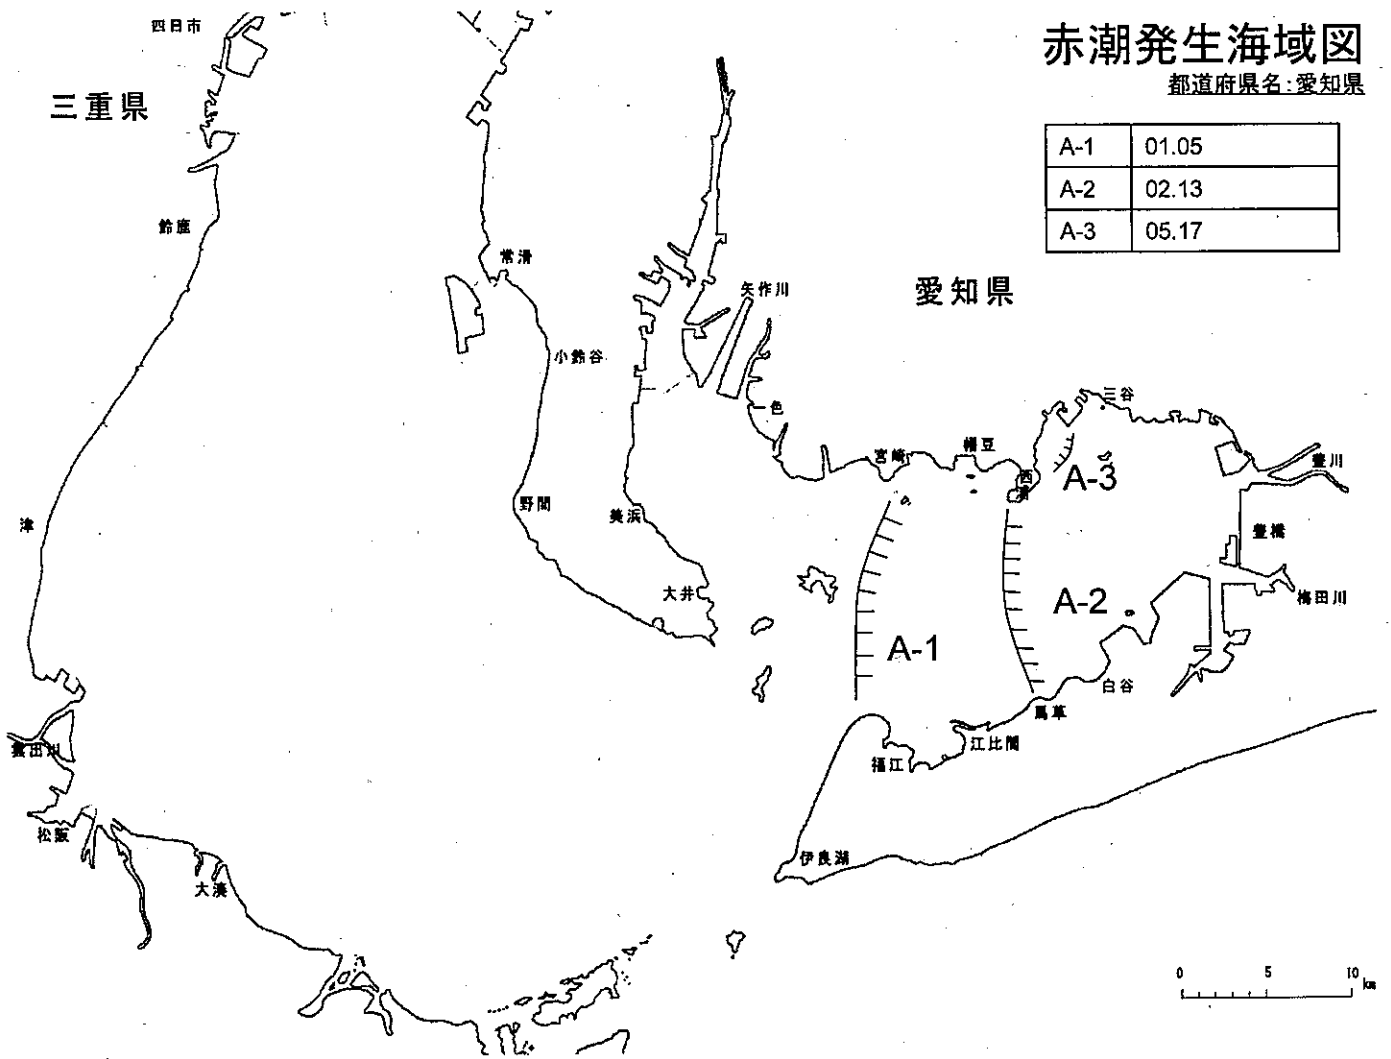 赤潮発生海域図
都道府県名:愛知県
A-1 01.05
A-2 02.13
A-3 05.17
四日市
三重県
鈴鹿
常滑
矢作川
愛知県
小鈴谷
一色
三谷
宮崎
幡豆
西浦
A-3
豊川
津
野間
美浜
豊橋
大井
A-2
梅田川
A-1
白谷
馬草
雲出川
江比間
福江
松阪
伊良湖
大湊
0 5 10 km